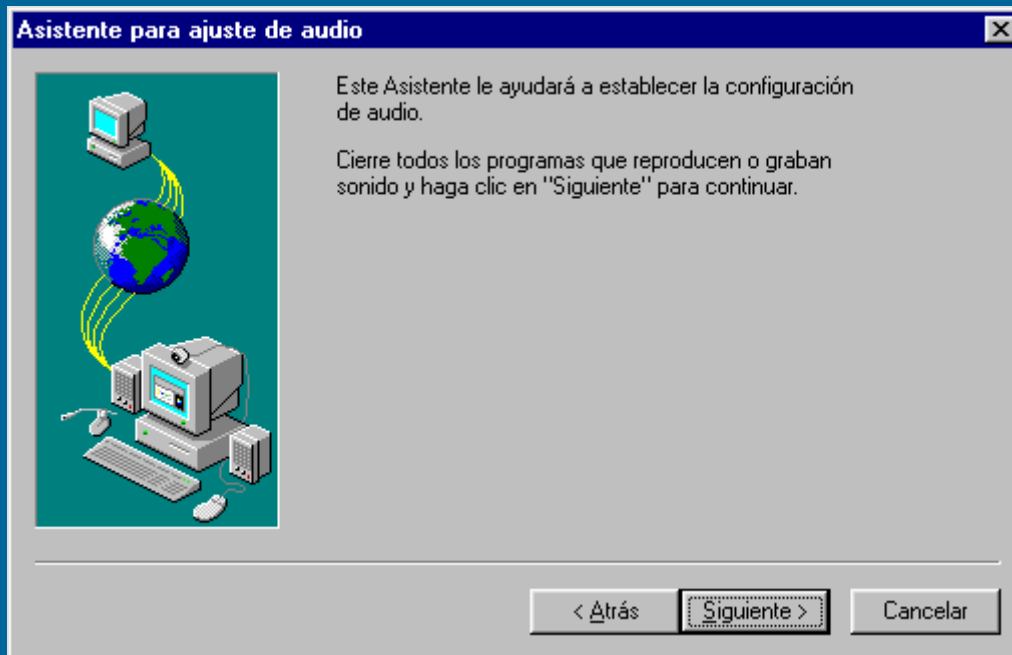 Asistente para ajuste de audio
Este Asistente le ayudará a establecer la configuración
de audio.
Cierre todos los programas que reproducen o graban
sonido y haga clic en "Siguiente" para continuar.
< Atrás
Siguiente >
Cancelar